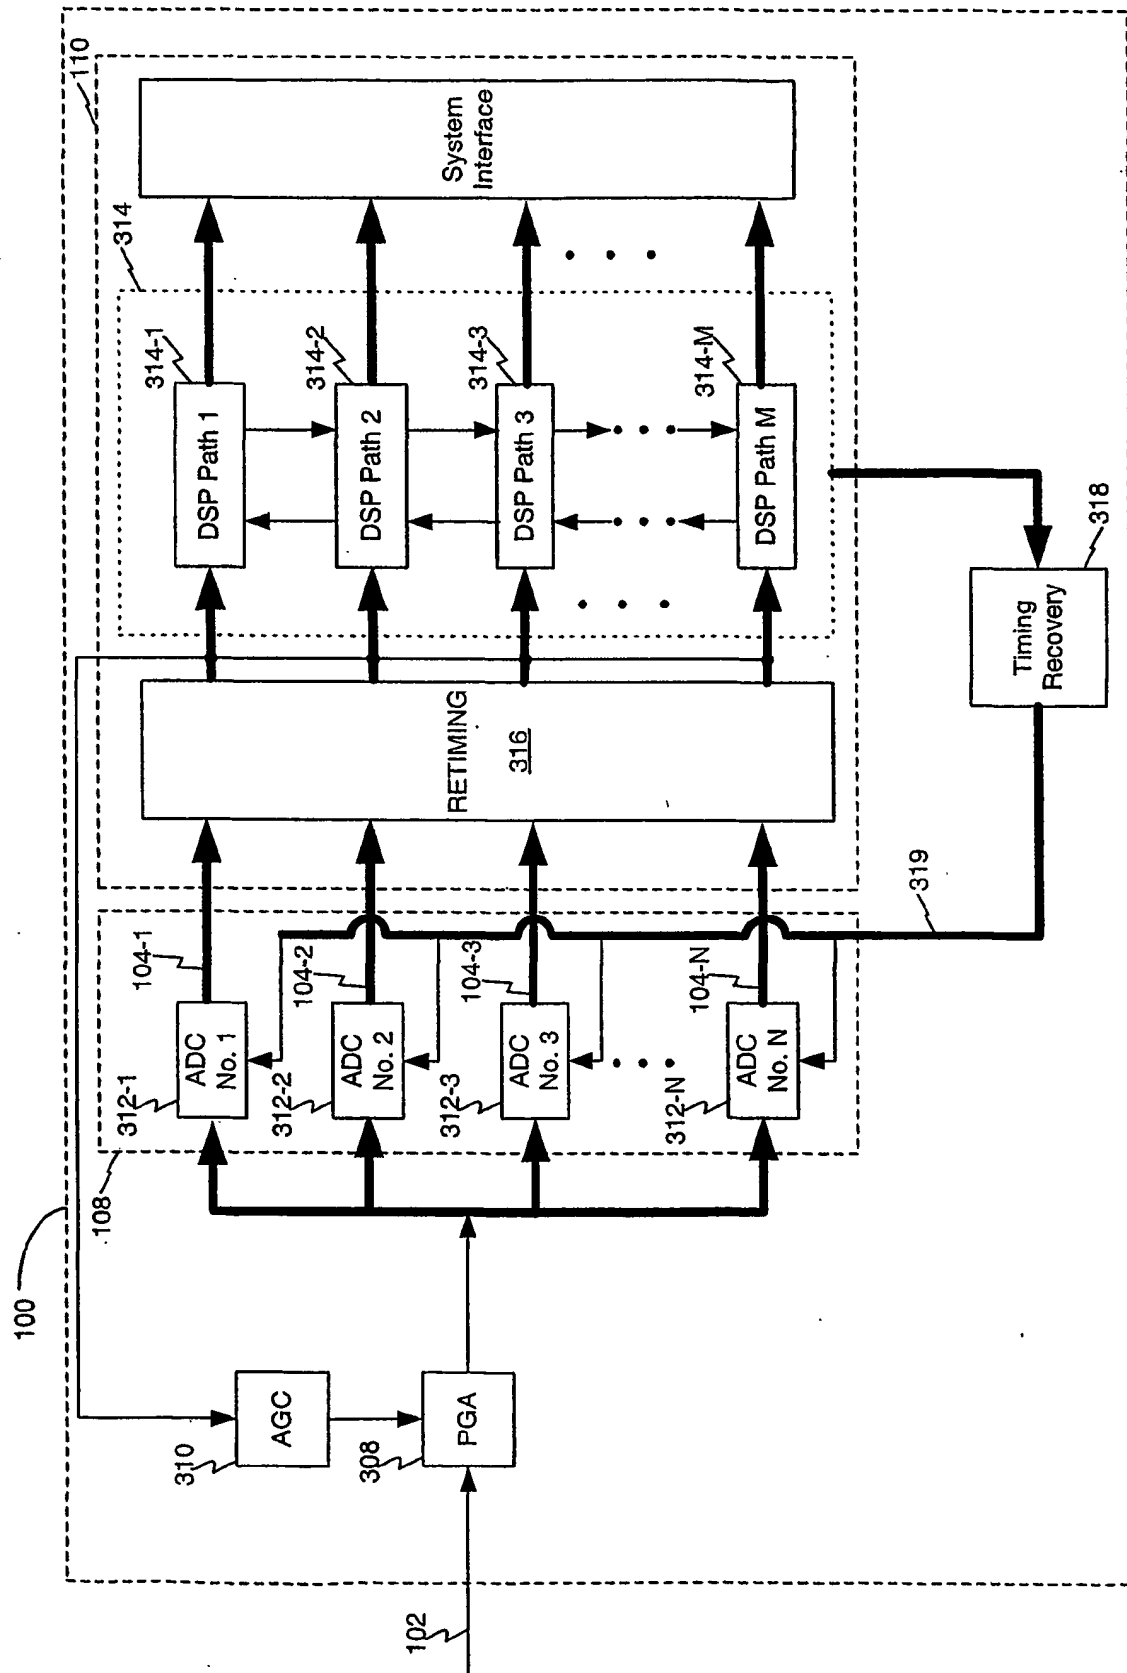 100
102
308
PGA
310
AGC
108
312-1
ADC
No. 1
104-1
312-2
ADC
No. 2
104-2
312-3
ADC
No. 3
104-3
312-N
ADC
No. N
104-N
319
110
RETIMING
316
314
314-1
DSP Path 1
314-2
DSP Path 2
314-3
DSP Path 3
314-M
DSP Path M
System
Interface
318
Timing
Recovery